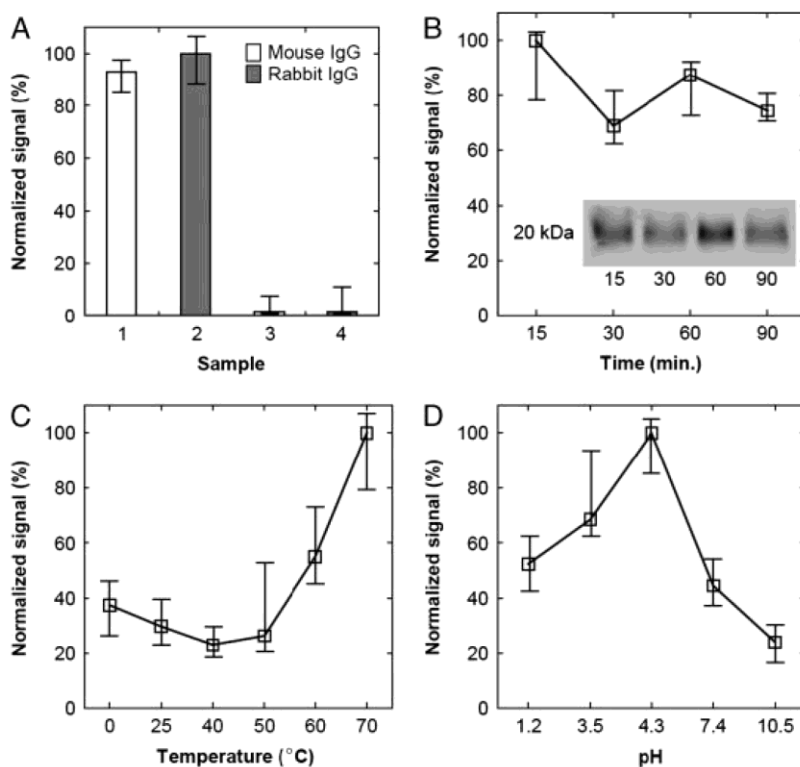 A
Normalized signal (%)
100
80
60
40
20
0
Mouse IgG
Rabbit IgG
1 2 3 4
Sample
B
Normalized signal (%)
100
80
60
40
20
0
20 kDa
15 30 60 90
15 30 60 90
Time (min.)
C
Normalized signal (%)
100
80
60
40
20
0
0 25 40 50 60 70
Temperature (°C)
D
Normalized signal (%)
100
80
60
40
20
0
1.2 3.5 4.3 7.4 10.5
pH